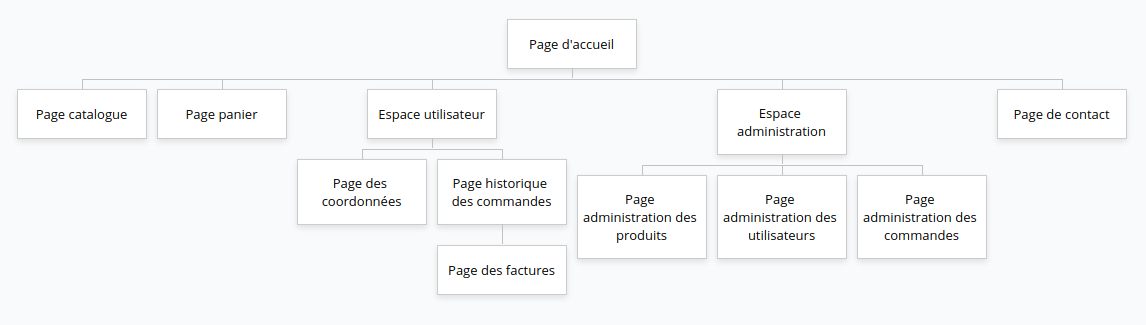 Page d'accueil
Page catalogue
Page panier
Espace utilisateur
Espace
administration
Page de contact
Page des
coordonnées
Page historique
des commandes
Page
administration des
produits
Page
administration des
utilisateurs
Page
administration des
commandes
Page des factures